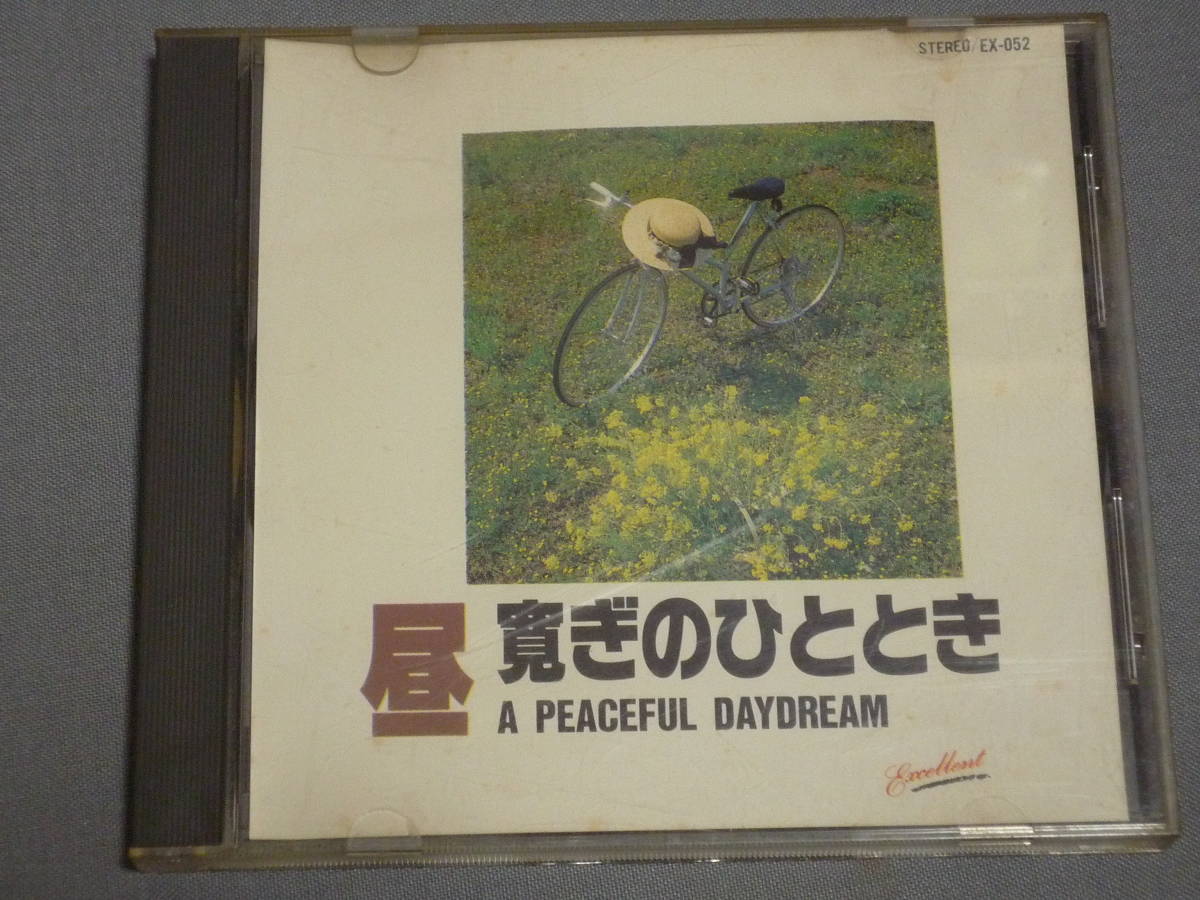 STEREO/EX-052
昼 寛ぎのひととき
A PEACEFUL DAYDREAM
Excellent